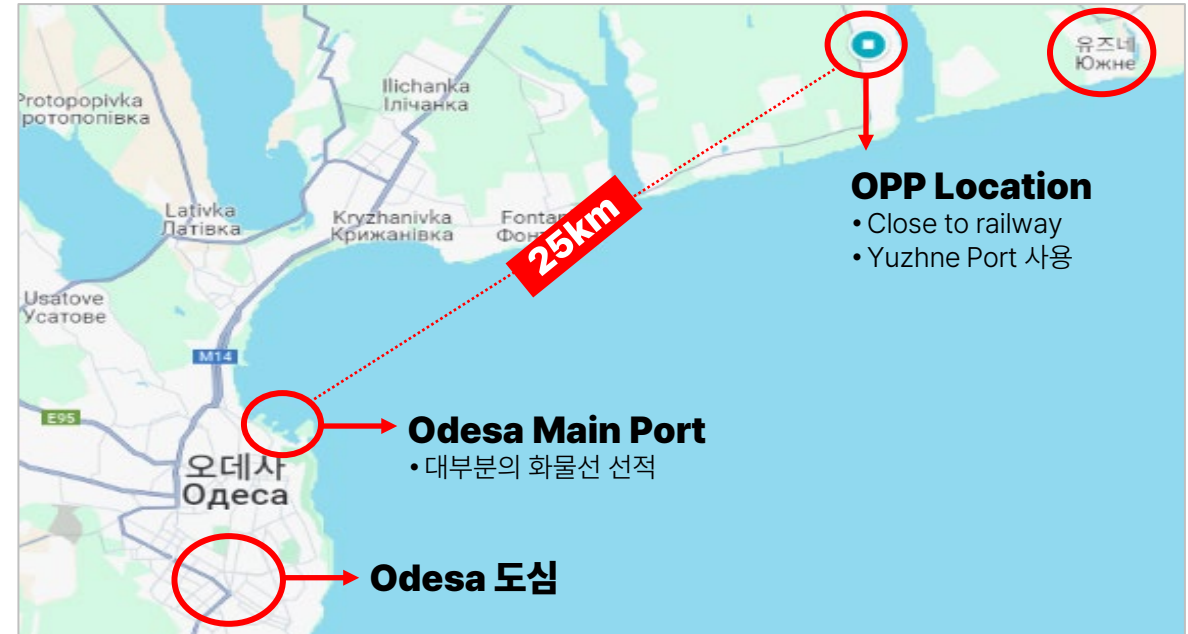 유즈네
Южне
Ilichanka
Ілічанка
Protopopivka
ротопопівка
OPP Location
• Close to railway
• Yuzhne Port 사용
Lativka
Латівка
Kryzhanivka
Крижанівка
Fontan
Фон
25km
Usatove
Усатове
M14
E95
Odesa Main Port
• 대부분의 화물선 선적
오데사
Одеса
Odesa 도심